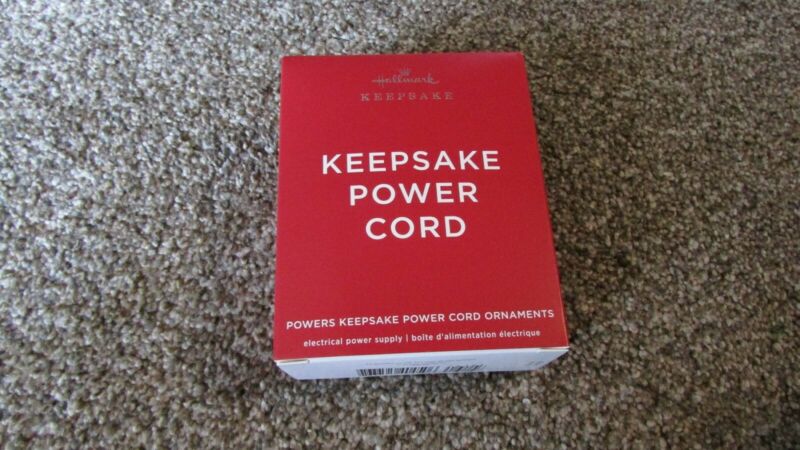 Hallmark
KEEPSAKE
KEEPSAKE
POWER
CORD
POWERS KEEPSAKE POWER CORD ORNAMENTS
electrical power supply | boîte d'alimentation électrique